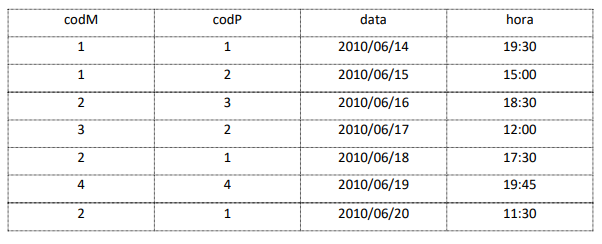 codM codP data hora
1 1 2010/06/14 19:30
1 2 2010/06/15 15:00
2 3 2010/06/16 18:30
3 2 2010/06/17 12:00
2 1 2010/06/18 17:30
4 4 2010/06/19 19:45
2 1 2010/06/20 11:30